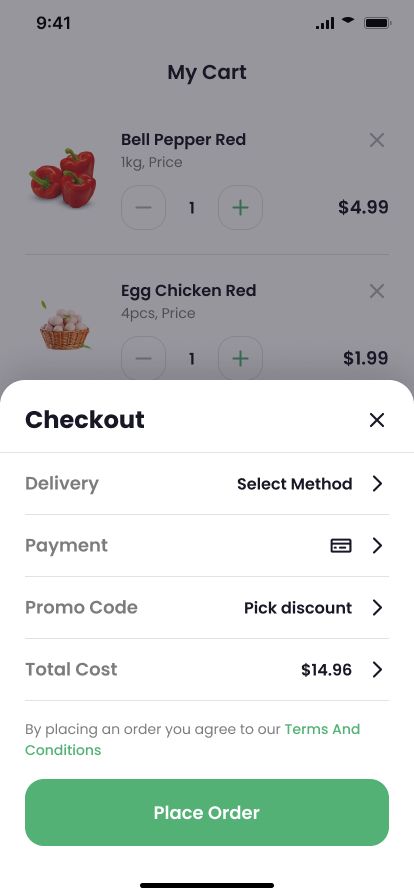 9:41
My Cart
Bell Pepper Red
1kg, Price
1
$4.99
Egg Chicken Red
4pcs, Price
1
$1.99
Checkout
Delivery
Select Method
Payment
Promo Code
Pick discount
Total Cost
$14.96
By placing an order you agree to our Terms And
Conditions
Place Order